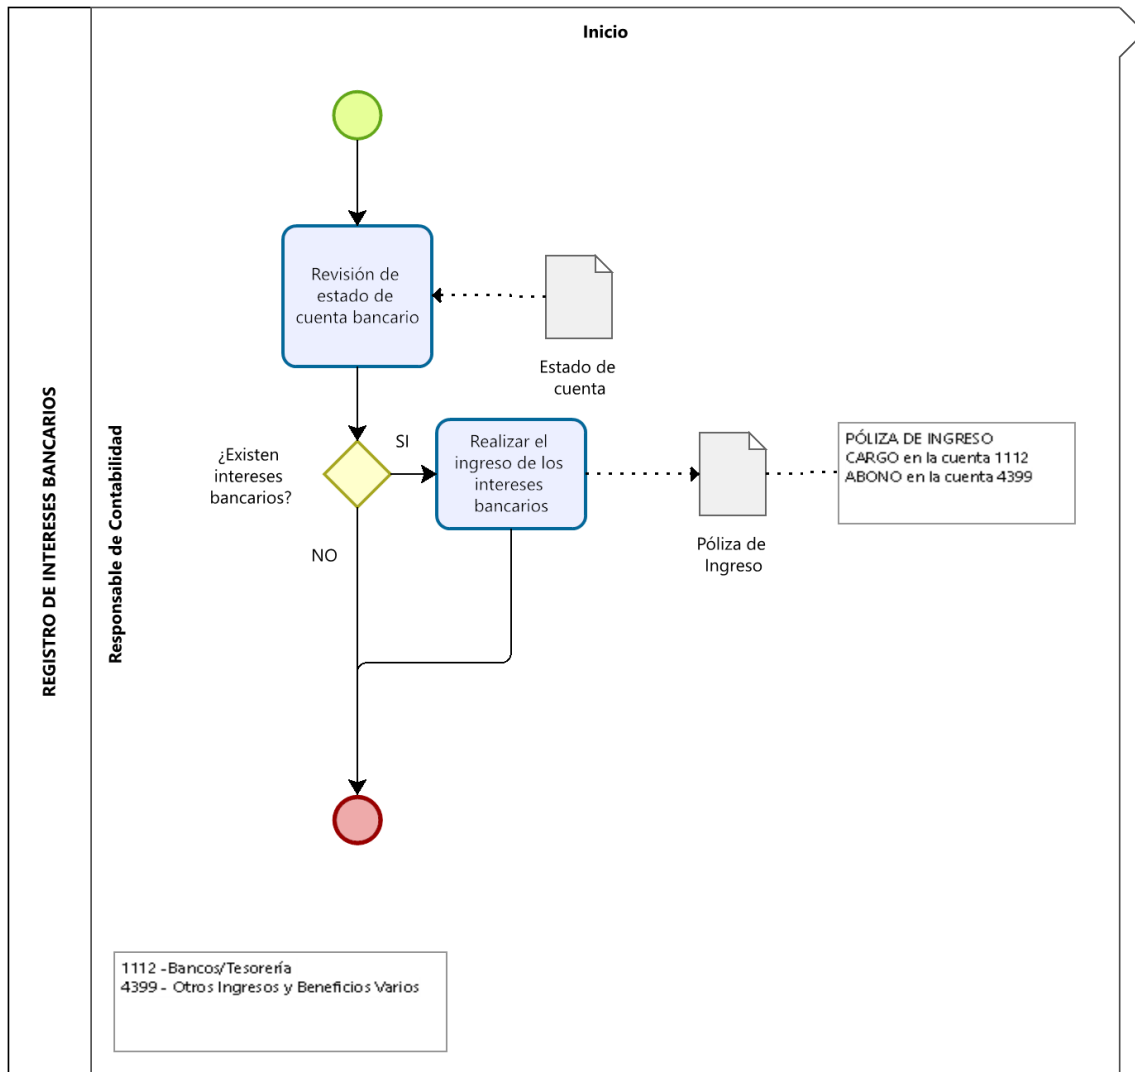 Inicio
REGISTRO DE INTERESES BANCARIOS
Responsable de Contabilidad
Revisión de
estado de
cuenta bancario
Estado de
cuenta
¿Existen
intereses
bancarios?
SI
Realizar el
ingreso de los
intereses
bancarios
Póliza de
Ingreso
PÓLIZA DE INGRESO
CARGO en la cuenta 1112
ABONO en la cuenta 4399
NO
1112 -Bancos/Tesorería
4399 - Otros Ingresos y Beneficios Varios